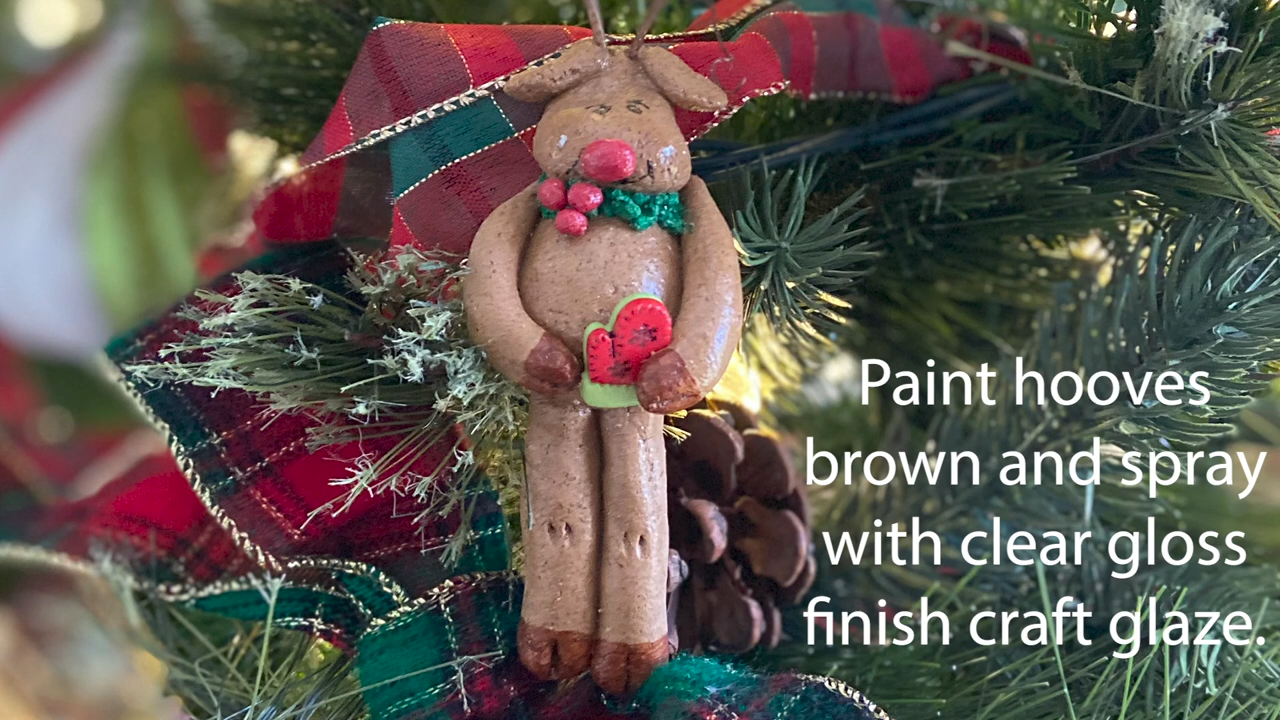 Paint hooves
brown and spray
with clear gloss
finish craft glaze.